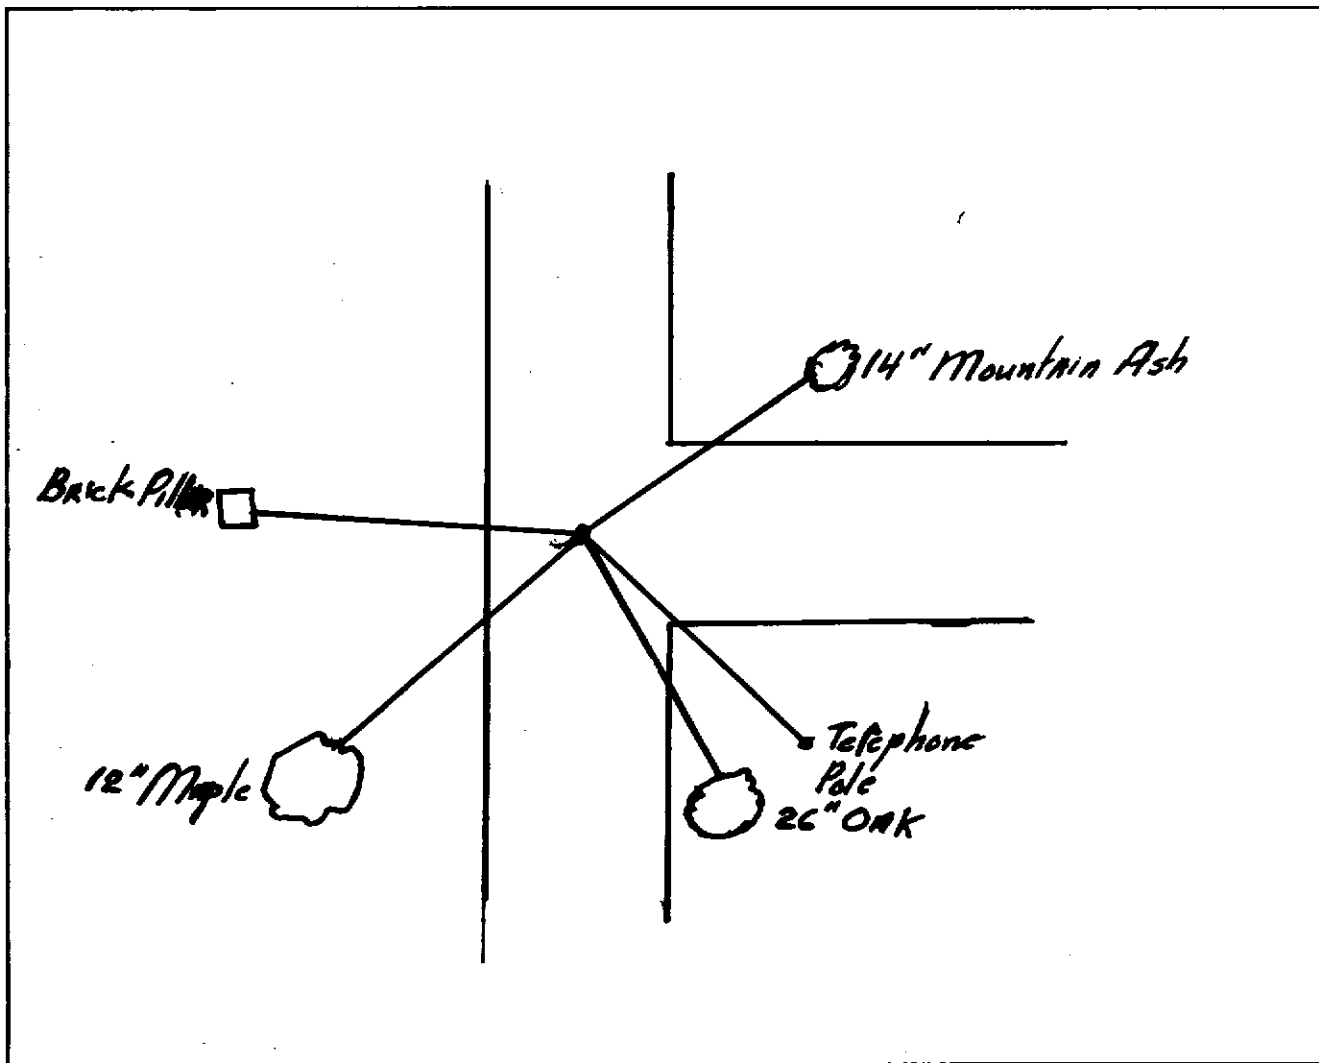 14" Mountain Ash
Brick Pillar
12" Maple
Telephone
Pole
26" Oak